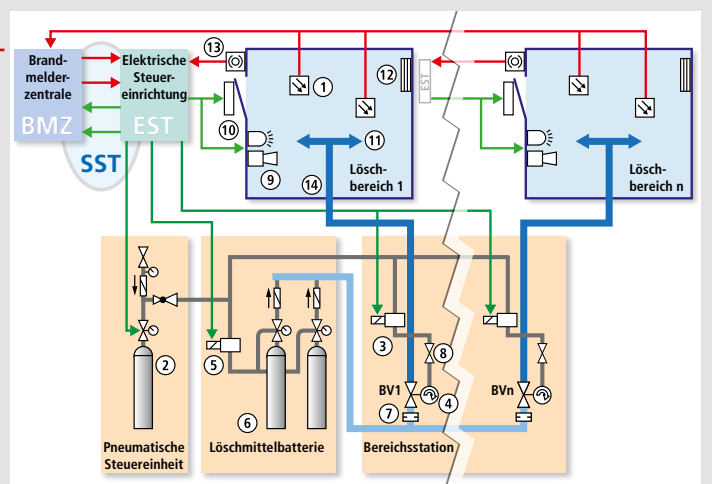 Brand-
melder-
zentrale
BMZ
Elektrische
Steuer-
einrichtung
EST
SST
13
10
9
1
12
11
14
Lösch-
bereich 1
EST
Lösch-
bereich n
2
5
6
3
8
BV1
7
4
BVn
Pneumatische
Steuereinheit
Löschmittelbatterie
Bereichsstation